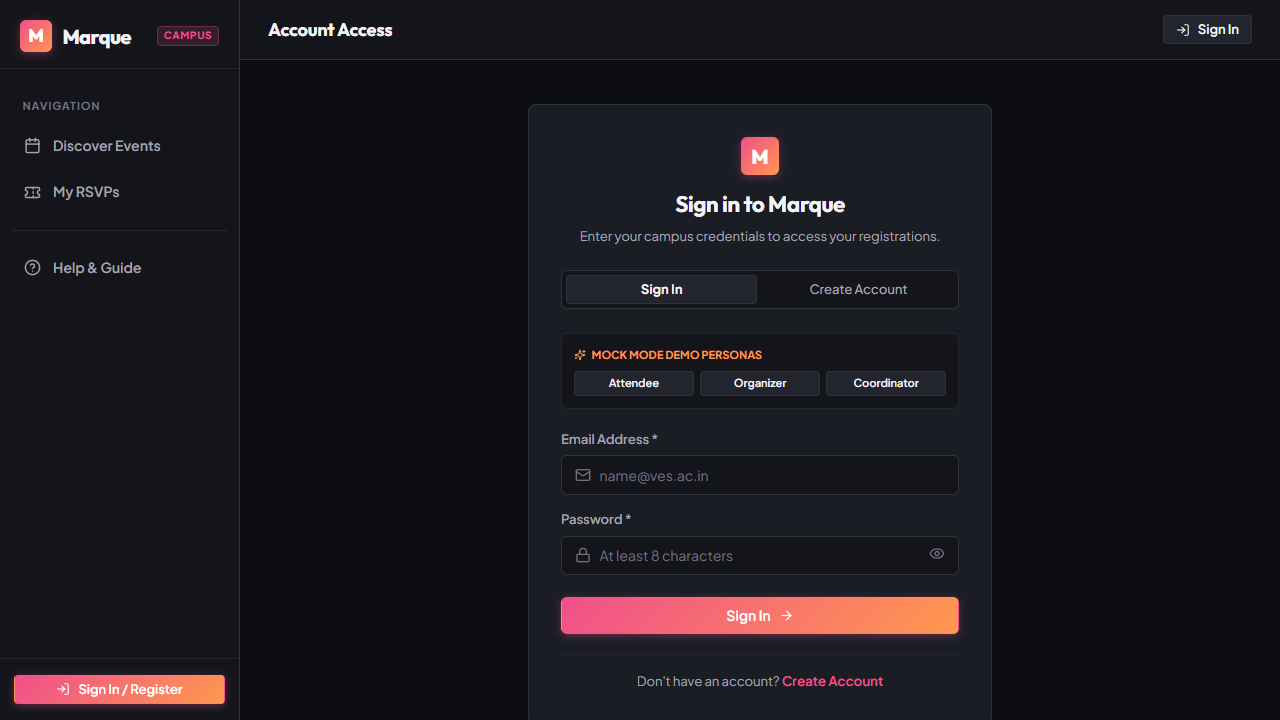 M Marque CAMPUS
NAVIGATION
Discover Events
My RSVPs
Help & Guide
Sign In / Register
Account Access
Sign In
M
Sign in to Marque
Enter your campus credentials to access your registrations.
Sign In Create Account
MOCK MODE DEMO PERSONAS
Attendee Organizer Coordinator
Email Address *
name@ves.ac.in
Password *
At least 8 characters
Sign In
Don't have an account? Create Account